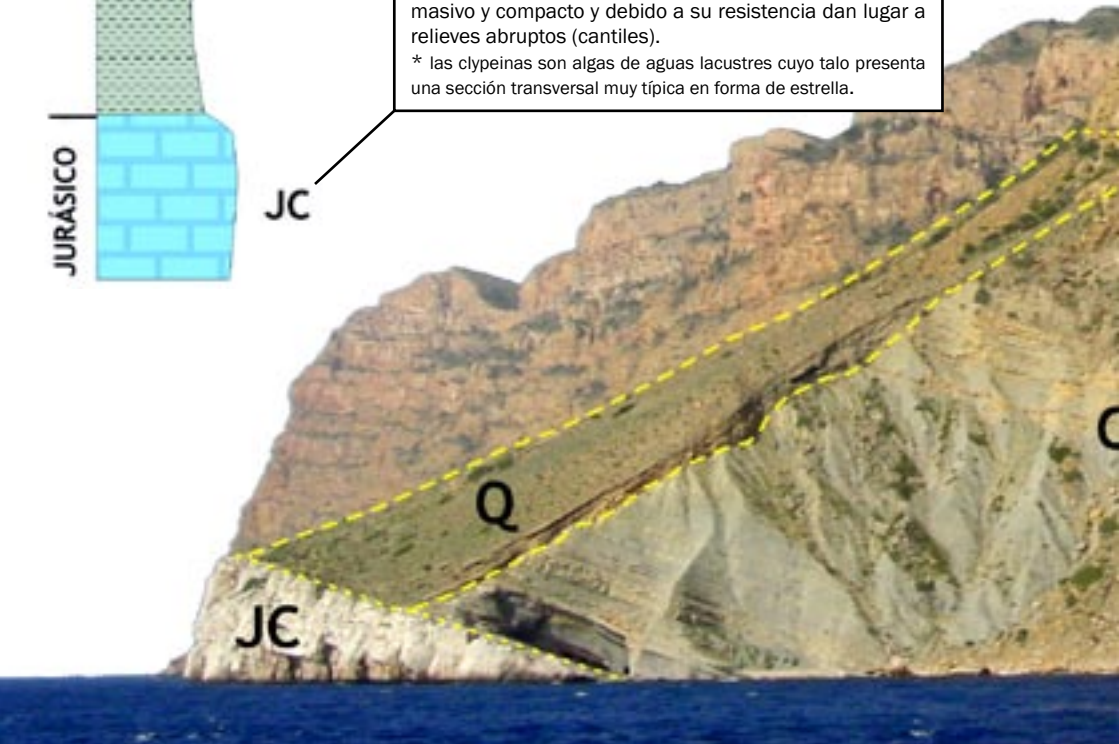 masivo y compacto y debido a su resistencia dan lugar a
relieves abruptos (cantiles).
* las clypeinas son algas de aguas lacustres cuyo talo presenta
una sección transversal muy típica en forma de estrella.
JURÁSICO
JC
Q
JC